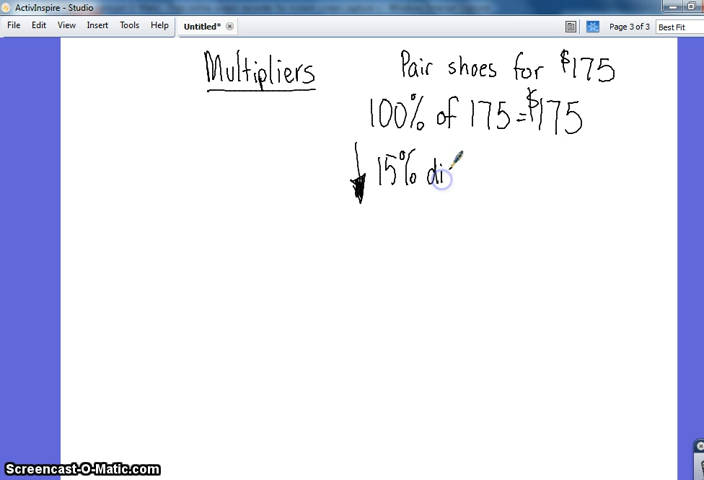 ActivInspire - Studio
File Edit View Insert Tools Help Untitled* Page 3 of 3 Best Fit
Multipliers Pair shoes for $175
100% of 175 = $175
15% di
Screencast-O-Matic.com